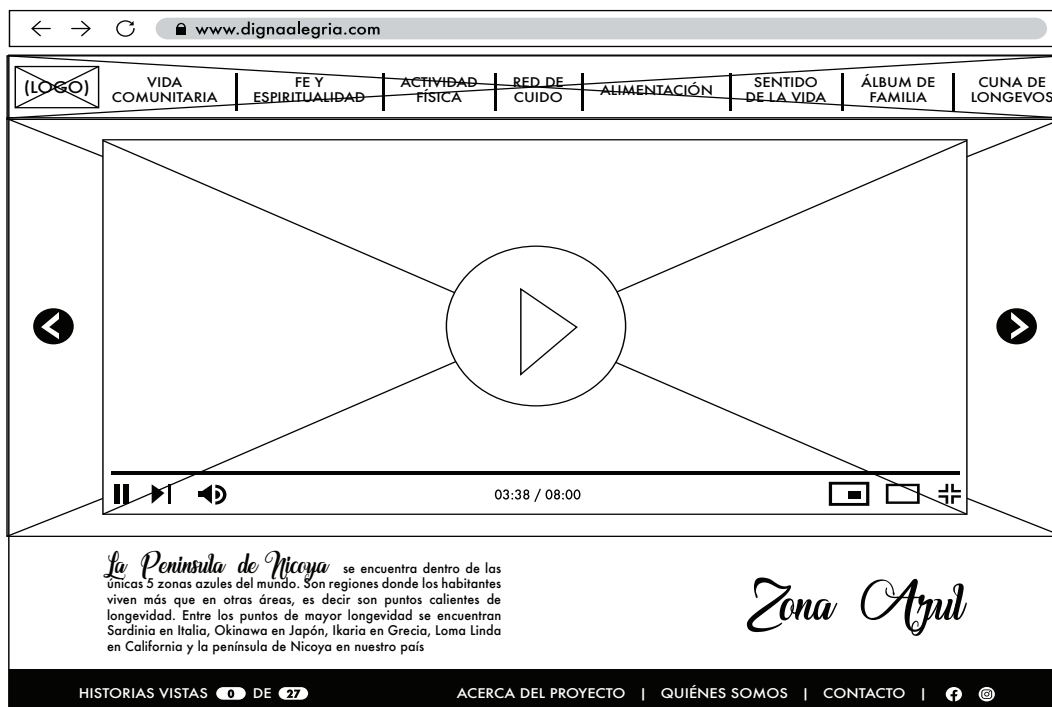 www.dignaalegria.com
(LOGO)
VIDA
COMUNITARIA
FE Y
ESPIRITUALIDAD
ACTIVIDAD
FÍSICA
RED DE
CUIDO
ALIMENTACIÓN
SENTIDO
DE LA VIDA
ÁLBUM DE
FAMILIA
CUNA DE
LONGEVOS
03:38 / 08:00
La Peninsula de Nicoya se encuentra dentro de las
únicas 5 zonas azules del mundo. Son regiones donde los habitantes
viven más que en otras áreas, es decir son puntos calientes de
longevidad. Entre los puntos de mayor longevidad se encuentran
Sardinia en Italia, Okinawa en Japón, Ikaria en Grecia, Loma Linda
en California y la península de Nicoya en nuestro país
Zona Azul
HISTORIAS VISTAS 0 DE 27
ACERCA DEL PROYECTO | QUIÉNES SOMOS | CONTACTO |